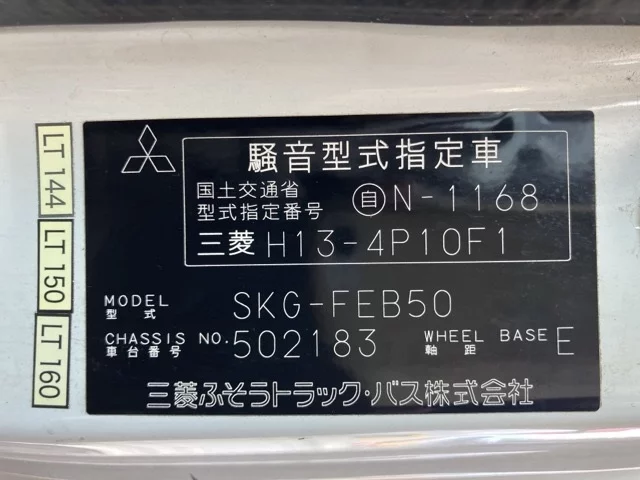 騒音型式指定車
国土交通省
型式指定番号 ㊀N-1168
三菱 H13-4P10F1
MODEL
型式 SKG-FEB50
CHASSIS NO.
車台番号 502183 WHEEL BASE
軸距 E
三菱ふそうトラック・バス株式会社
LT 144
LT 150
LT 160